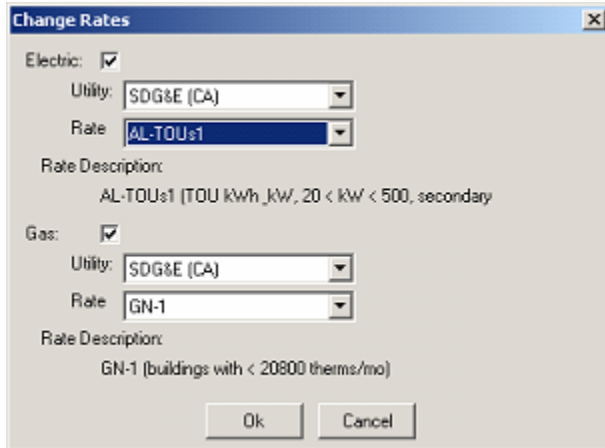 Change Rates
Electric:
Utility: SDG&E (CA)
Rate AL-TOUs1
Rate Description:
AL-TOUs1 (TOU kWh ,kW, 20 < kW < 500, secondary
Gas:
Utility: SDG&E (CA)
Rate GN-1
Rate Description:
GN-1 (buildings with < 20800 therms/mo)
Ok Cancel